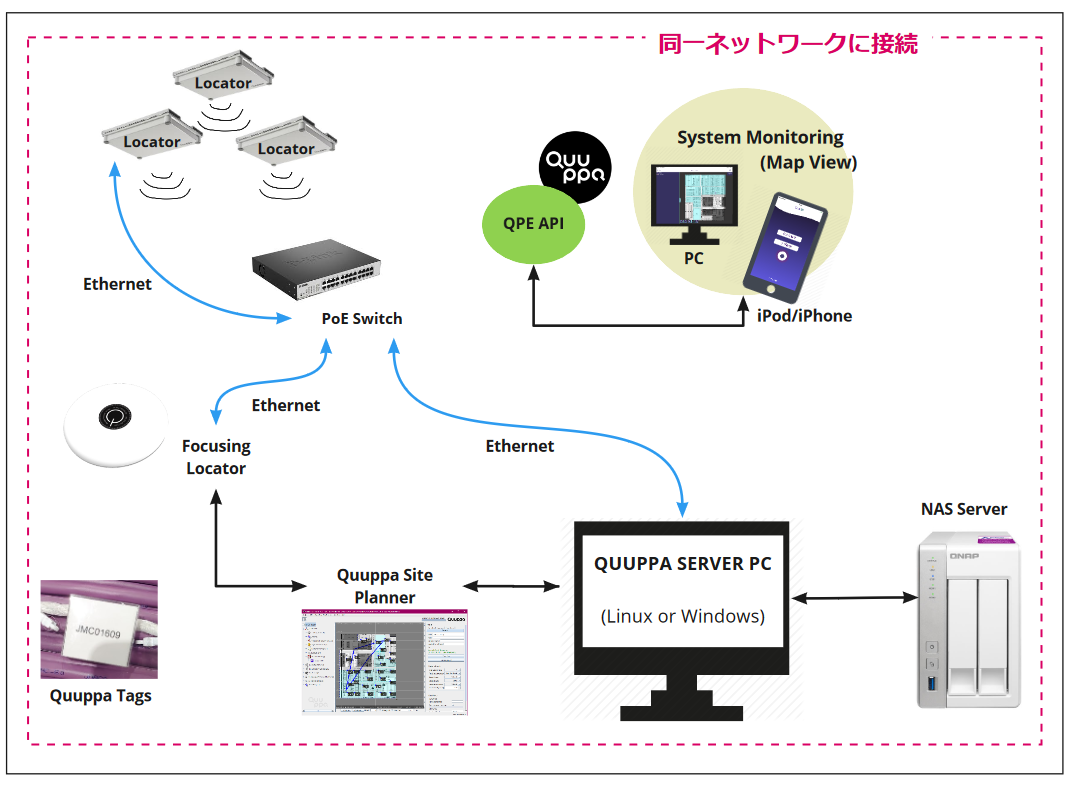 同一ネットワークに接続
Locator
Locator
Locator
Quuppa
QPE API
System Monitoring
(Map View)
PC
iPod/iPhone
Ethernet
PoE Switch
Ethernet
Ethernet
Focusing
Locator
NAS Server
QNAP
QUUPPA SERVER PC
(Linux or Windows)
Quuppa Site
Planner
JMC01609
Quuppa Tags